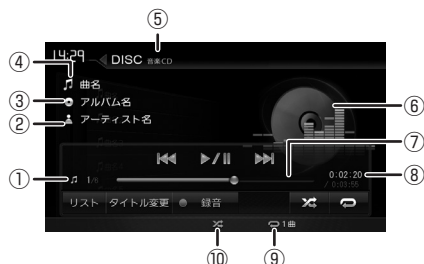 ⑤
14:29 DISC 音楽CD
④ 曲名
③ アルバム名
② アーティスト名
⑥
⑦
① 1/11
0:02:20 ⑧
/ 0:03:55
リスト タイトル変更 録音
1曲
⑩ ⑨